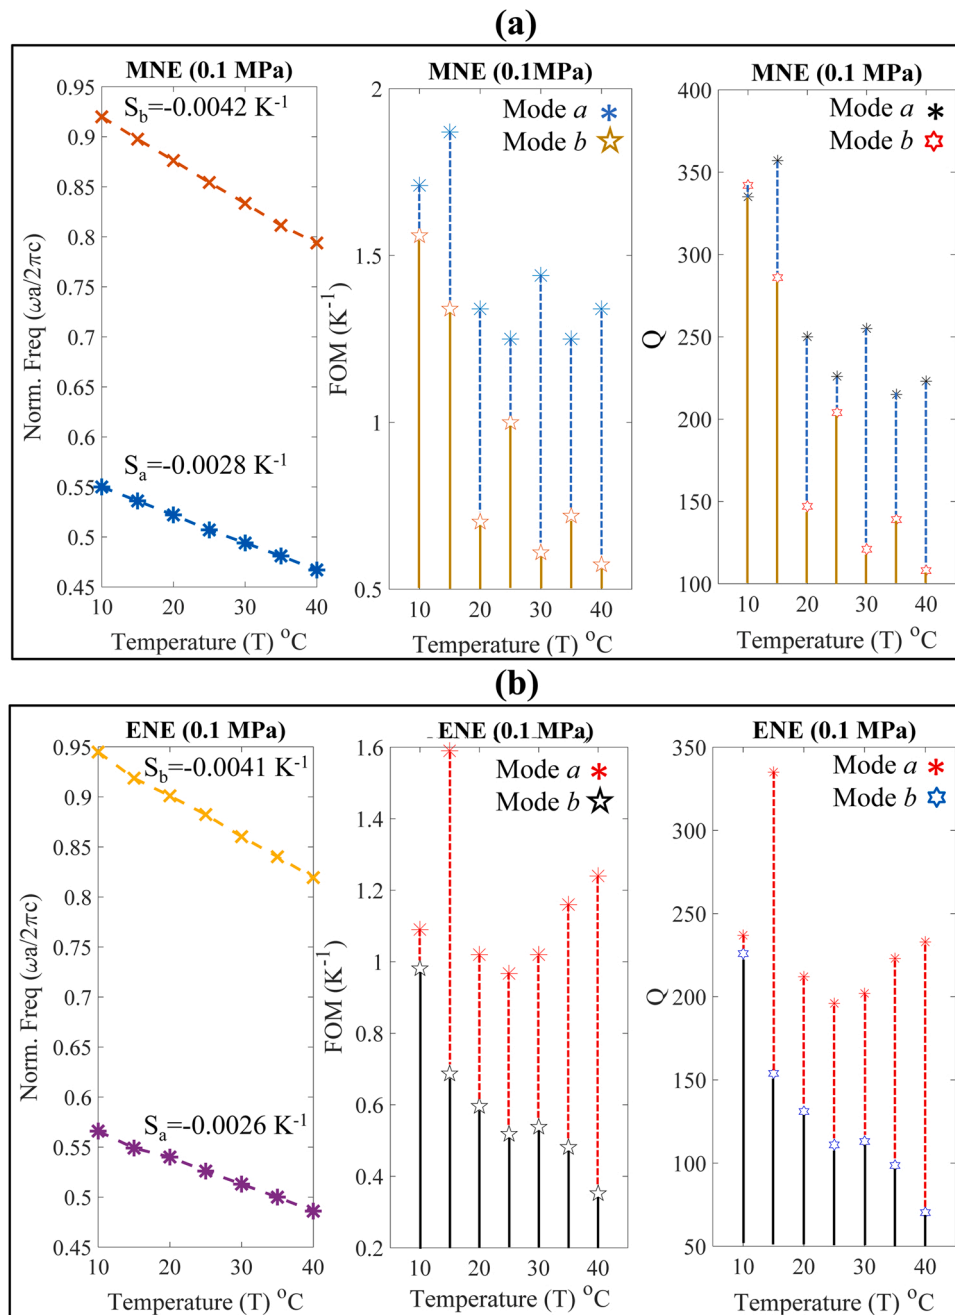 (a)
MNE (0.1 MPa)
S_b=-0.0042 K⁻¹
S_a=-0.0028 K⁻¹
0.95
0.9
0.85
0.8
0.75
0.7
0.65
0.6
0.55
0.5
0.45
Norm. Freq (ωa/2πc)
10 20 30 40
Temperature (T) °C
MNE (0.1MPa)
Mode a
Mode b
2
1.5
1
0.5
FOM (K⁻¹)
10 20 30 40
Temperature (T) °C
MNE (0.1 MPa)
Mode a
Mode b
400
350
300
250
200
150
100
Q
10 20 30 40
Temperature (T) °C
(b)
ENE (0.1 MPa)
S_b=-0.0041 K⁻¹
S_a=-0.0026 K⁻¹
0.95
0.9
0.85
0.8
0.75
0.7
0.65
0.6
0.55
0.5
0.45
Norm. Freq (ωa/2πc)
10 20 30 40
Temperature (T) °C
ENE (0.1 MPa)
Mode a
Mode b
1.6
1.4
1.2
1
0.8
0.6
0.4
0.2
FOM (K⁻¹)
10 20 30 40
Temperature (T) °C
ENE (0.1 MPa)
Mode a
Mode b
350
300
250
200
150
100
50
Q
10 20 30 40
Temperature (T) °C